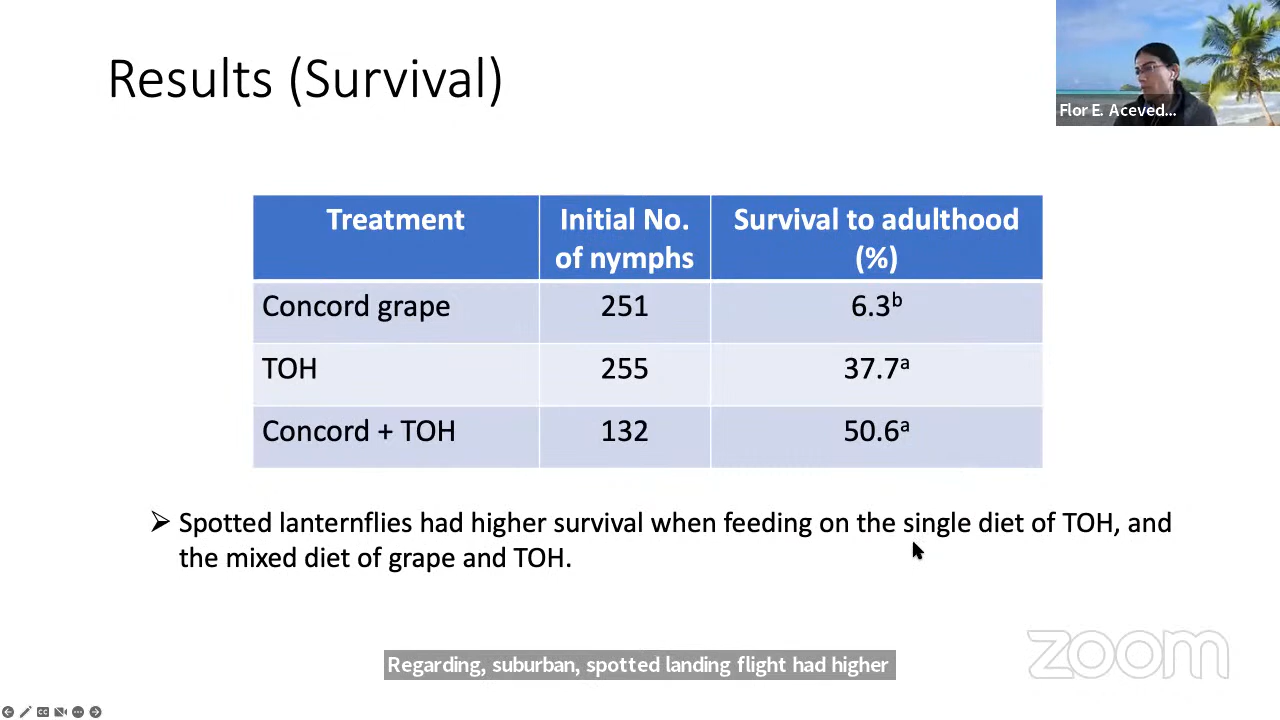 Results (Survival)
Flor E. Aceved...
Treatment
Initial No.
of nymphs
Survival to adulthood
(%)
Concord grape
251
6.3ᵇ
TOH
255
37.7ᵃ
Concord + TOH
132
50.6ᵃ
Spotted lanternflies had higher survival when feeding on the single diet of TOH, and
the mixed diet of grape and TOH.
zoom
Regarding, suburban, spotted landing flight had higher